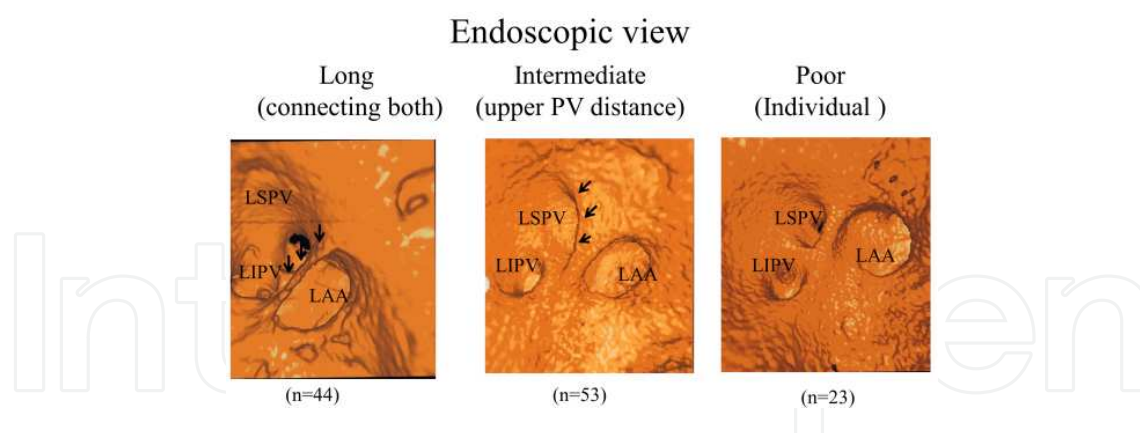 Endoscopic view
Long
(connecting both)
Intermediate
(upper PV distance)
Poor
(Individual )
LSPV
LIPV
LAA
LSPV
LIPV
LAA
LSPV
LIPV
LAA
(n=44)
(n=53)
(n=23)